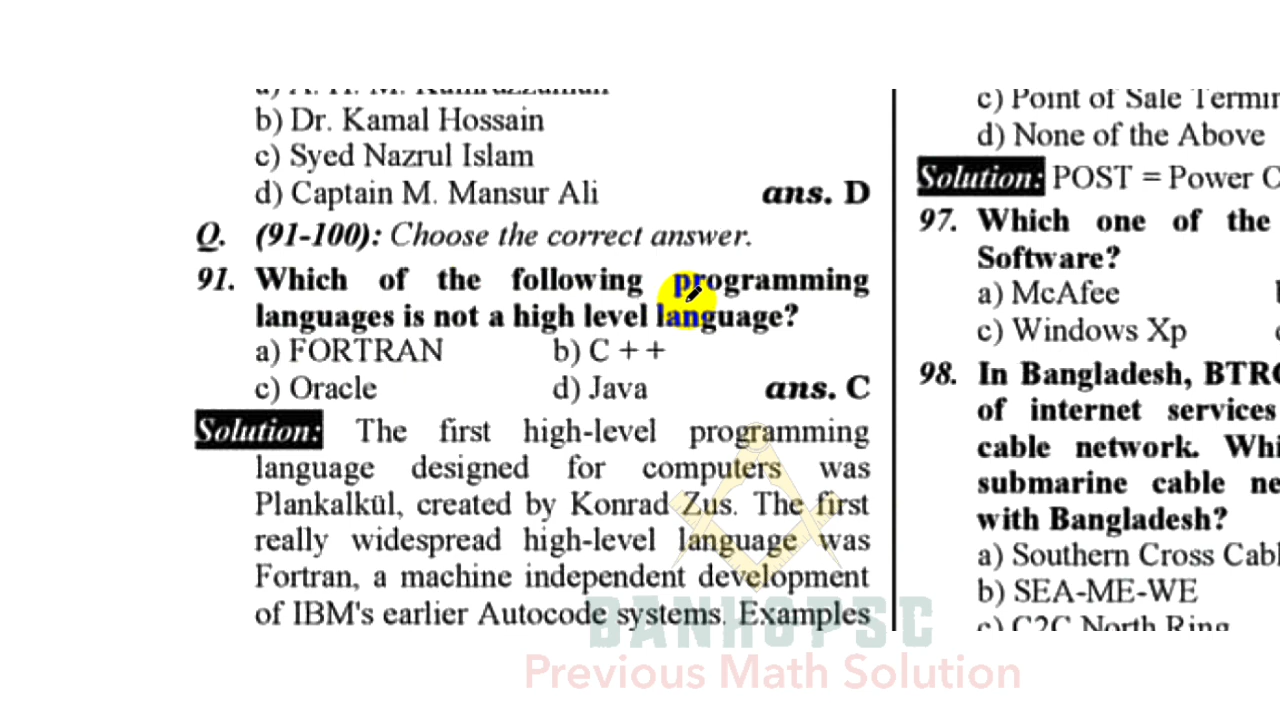 b) Dr. Kamal Hossain
c) Syed Nazrul Islam
d) Captain M. Mansur Ali ans. D
Q. (91-100): Choose the correct answer.
91. Which of the following programming
languages is not a high level language?
a) FORTRAN b) C + +
c) Oracle d) Java ans. C
Solution: The first high-level programming
language designed for computers was
Plankalkül, created by Konrad Zus. The first
really widespread high-level language was
Fortran, a machine independent development
of IBM's earlier Autocode systems. Examples
c) Point of Sale
d) None of the Above
Solution: POST = Power
97. Which one of the
Software?
a) McAfee
c) Windows Xp
98. In Bangladesh, BTRC
of internet services
cable network.
submarine cable
with Bangladesh?
a) Southern Cross
b) SEA-ME-WE
c) C2C North Ring
BANHOPSC
Previous Math Solution